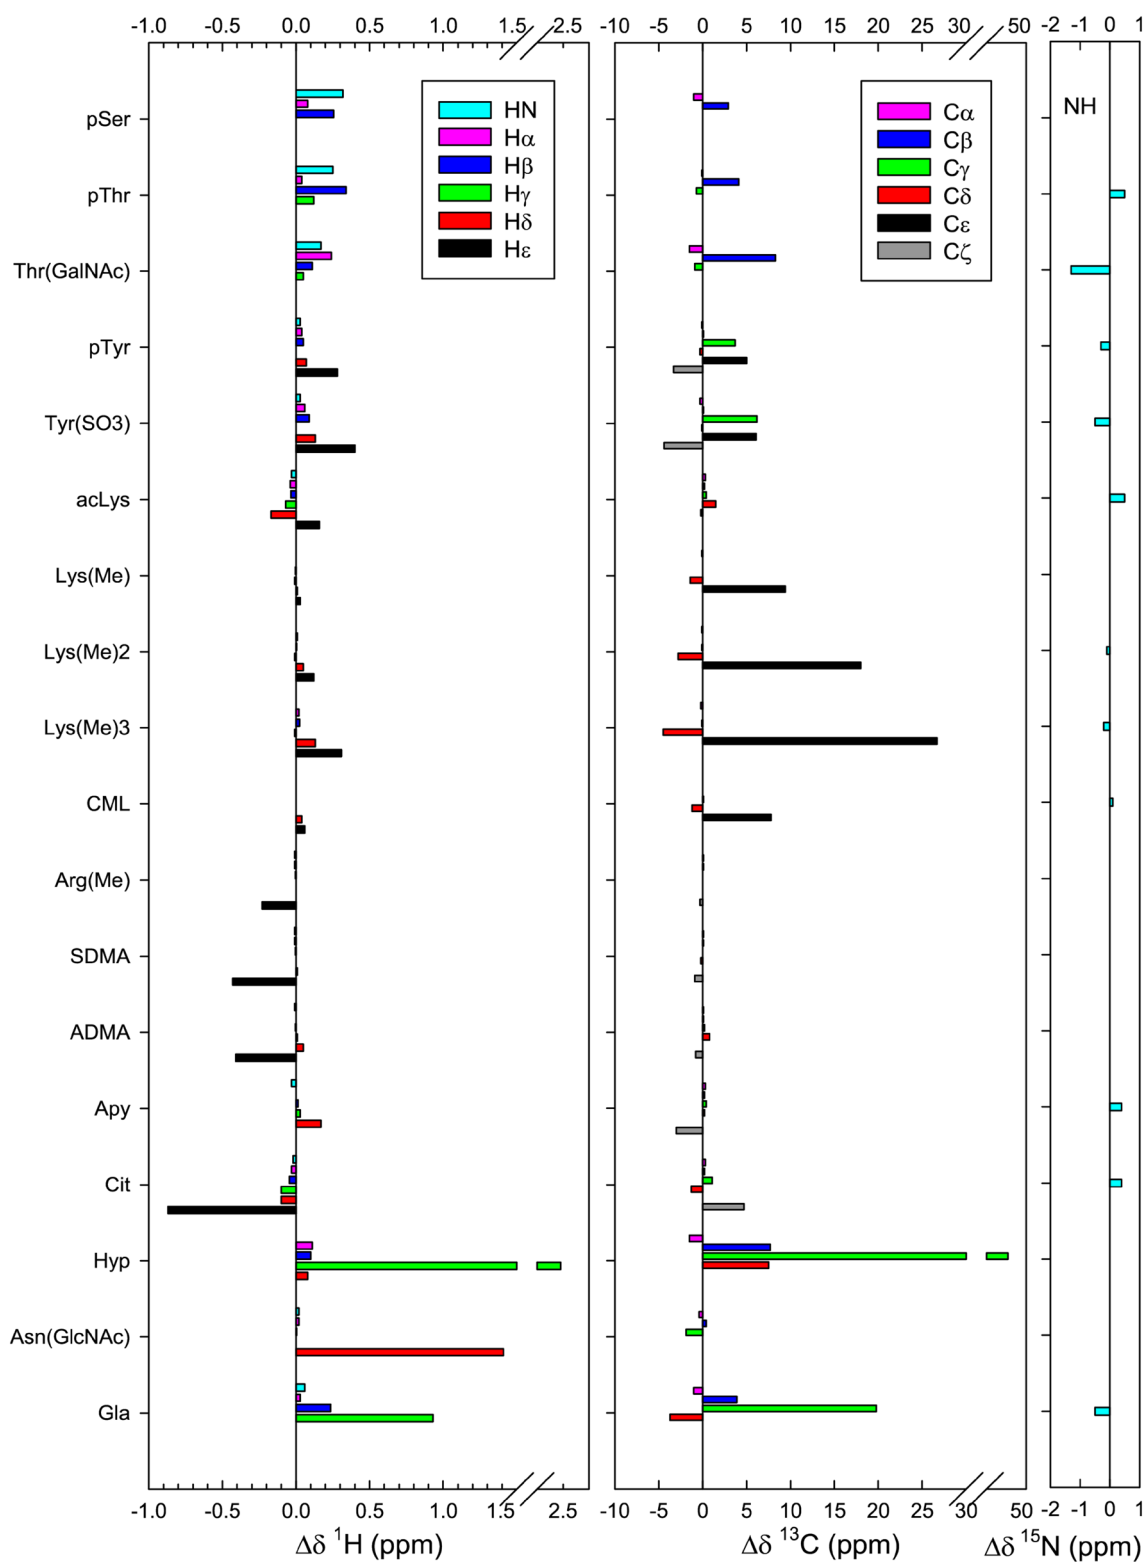 -1.0 -0.5 0.0 0.5 1.0 1.5 2.5 -10 -5 0 5 10 15 20 25 30 50 -2 -1 0 1
HN
Hα
Hβ
Hγ
Hδ
Hε
Cα
Cβ
Cγ
Cδ
Cε
Cζ
NH
pSer
pThr
Thr(GalNAc)
pTyr
Tyr(SO3)
acLys
Lys(Me)
Lys(Me)2
Lys(Me)3
CML
Arg(Me)
SDMA
ADMA
Apy
Cit
Hyp
Asn(GlcNAc)
Gla
-1.0 -0.5 0.0 0.5 1.0 1.5 2.5 -10 -5 0 5 10 15 20 25 30 50 -2 -1 0 1
Δδ ¹H (ppm) Δδ ¹³C (ppm) Δδ ¹⁵N (ppm)